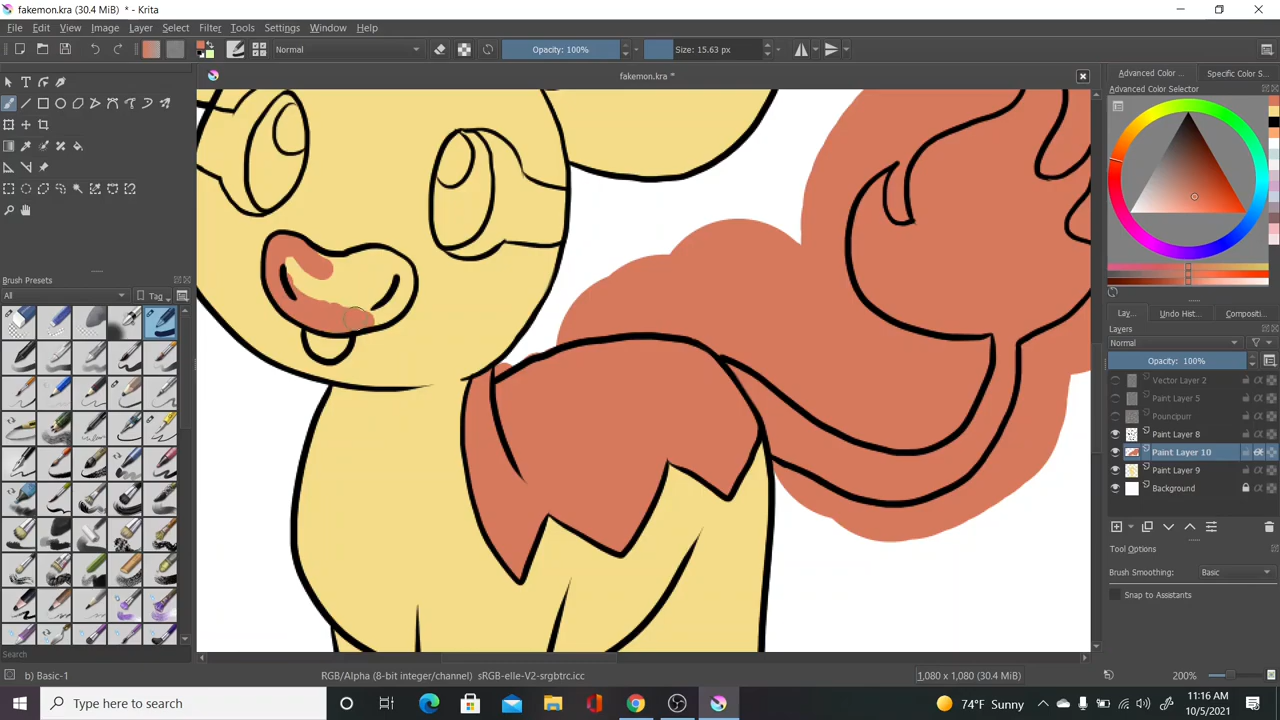 fakemon.kra (30.4 MiB) * - Krita
File Edit View Image Layer Select Filter Tools Settings Window Help
Normal Opacity: 100% Size: 15.63 px
fakemon.kra *
Advanced Color ... Specific Color S...
Advanced Color Selector
Brush Presets
All Tag
Lay... Undo Hist... Compositi...
Layers
Normal
Opacity: 100%
Vector Layer 2
Paint Layer 5
Pouncipurr
Paint Layer 8
Paint Layer 10
Paint Layer 9
Background
Tool Options
Brush Smoothing: Basic
Snap to Assistants
Search
b) Basic-1 RGB/Alpha (8-bit integer/channel) sRGB-elle-V2-srgbtrc.icc 1,080 x 1,080 (30.4 MiB) 200%
Type here to search 74°F Sunny 11:16 AM
10/5/2021